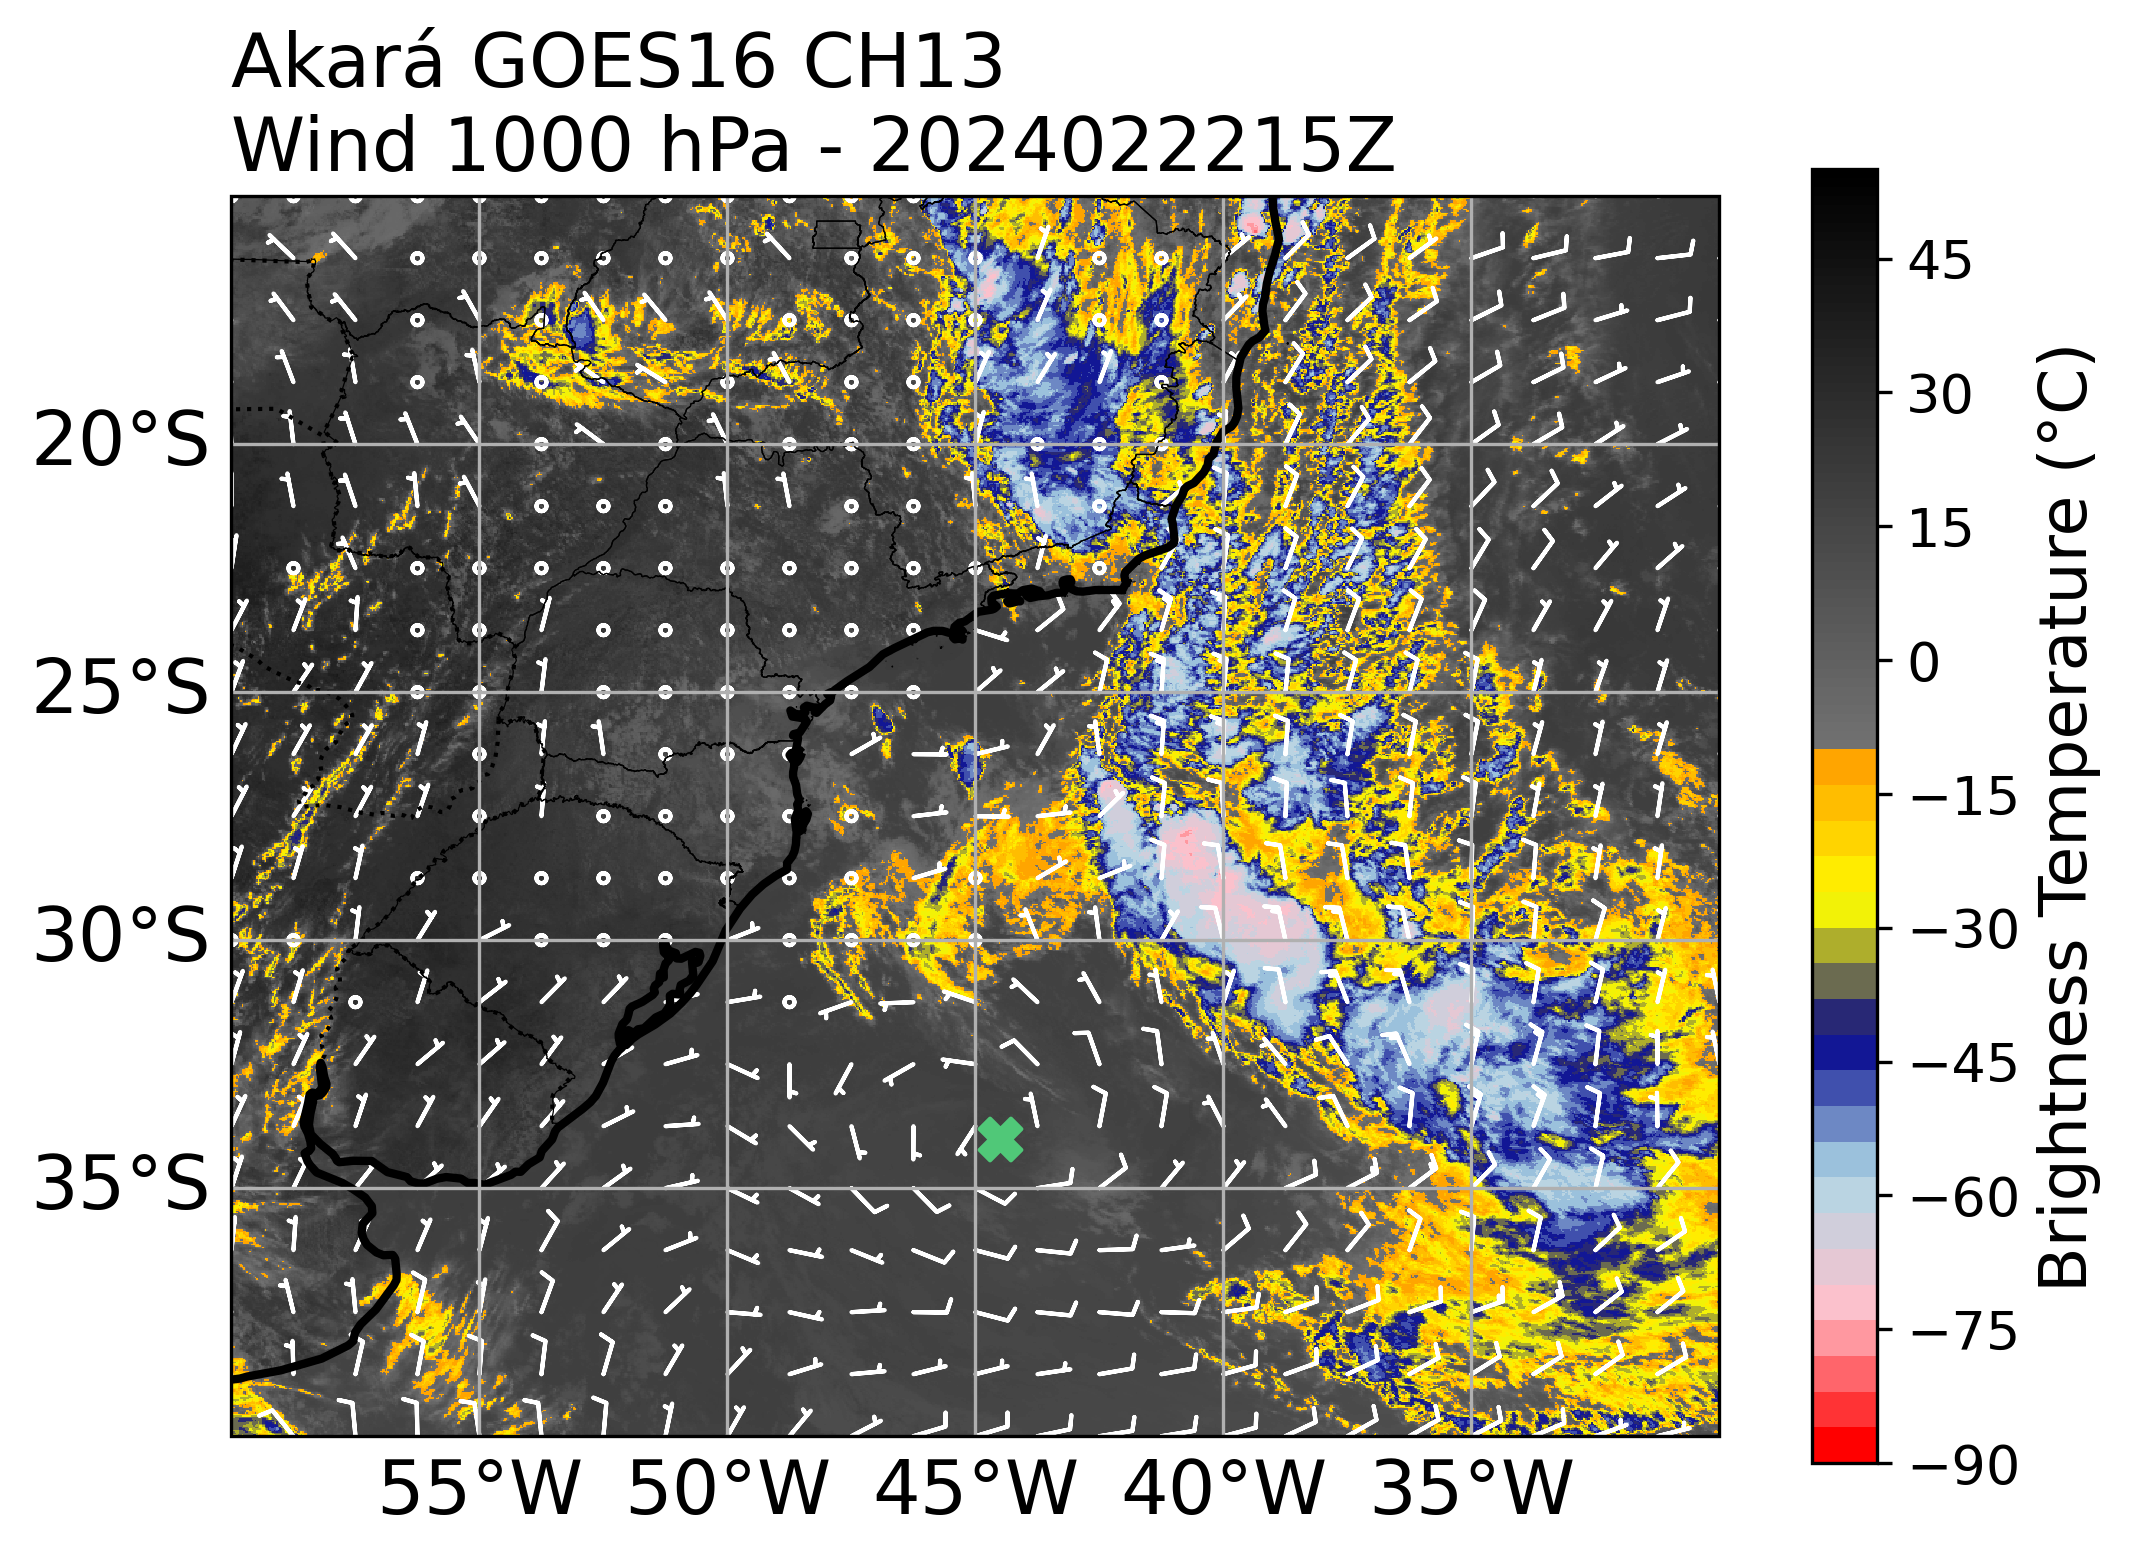 Akará GOES16 CH13
Wind 1000 hPa - 2024022215Z
20°S
25°S
30°S
35°S
55°W
50°W
45°W
40°W
35°W
45
30
15
0
−15
−30
−45
−60
−75
−90
Brightness Temperature (°C)